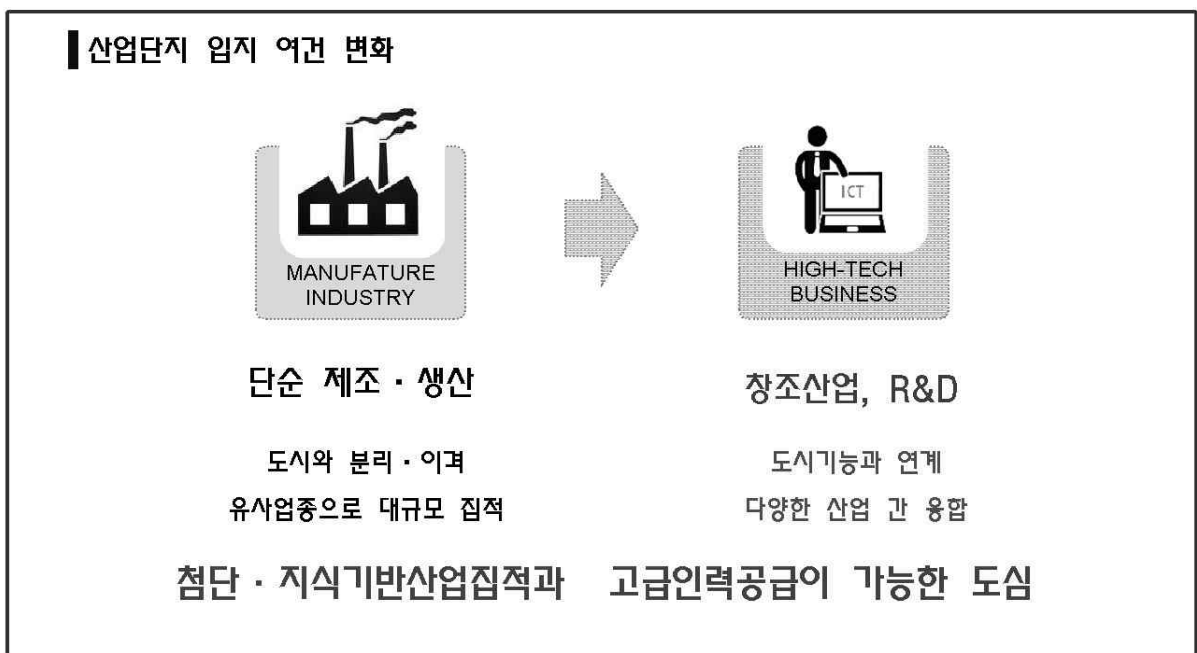 산업단지 입지 여건 변화
MANUFATURE
INDUSTRY
ICT
HIGH-TECH
BUSINESS
단순 제조 · 생산
창조산업, R&D
도시와 분리 · 이격
도시기능과 연계
유사업종으로 대규모 집적
다양한 산업 간 융합
첨단 · 지식기반산업집적과 고급인력공급이 가능한 도심